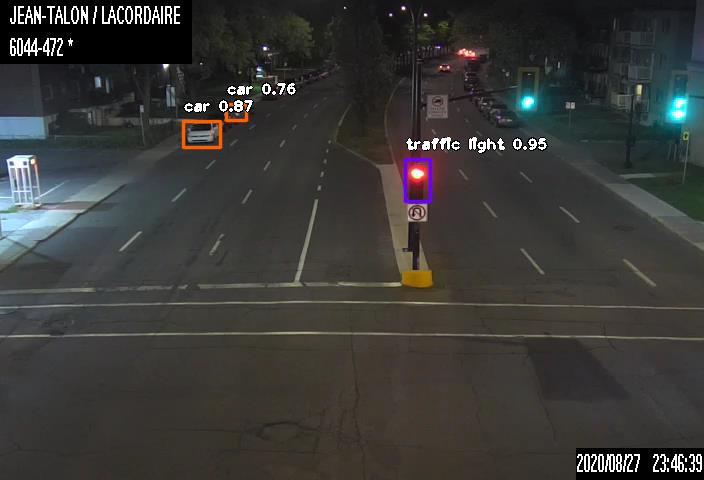 JEAN-TALON / LACORDAIRE
6044-472 *
car 0.76
car 0.87
traffic light 0.95
2020/08/27 23:46:39